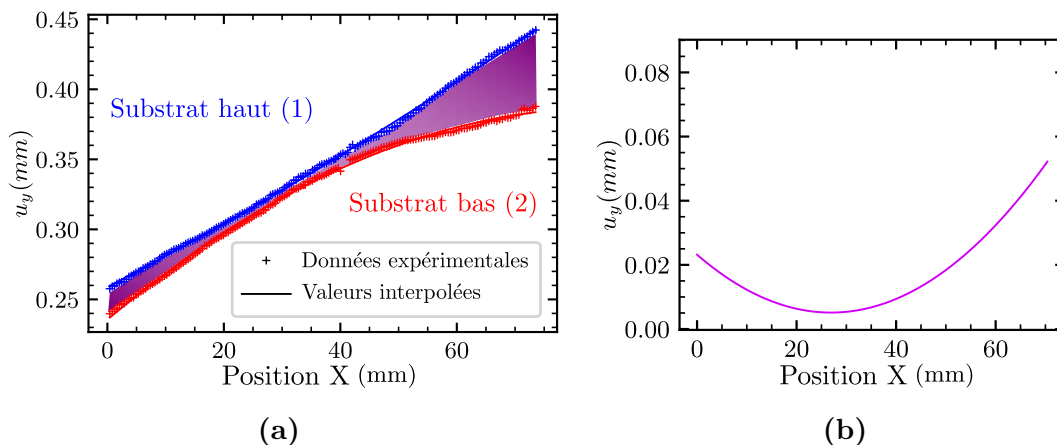 0.45
0.40
0.35
0.30
0.25
u_y(mm)
Substrat haut (1)
Substrat bas (2)
Données expérimentales
Valeurs interpolées
0 20 40 60
Position X (mm)
(a)
0.08
0.06
0.04
0.02
0.00
u_y(mm)
0 20 40 60
Position X (mm)
(b)